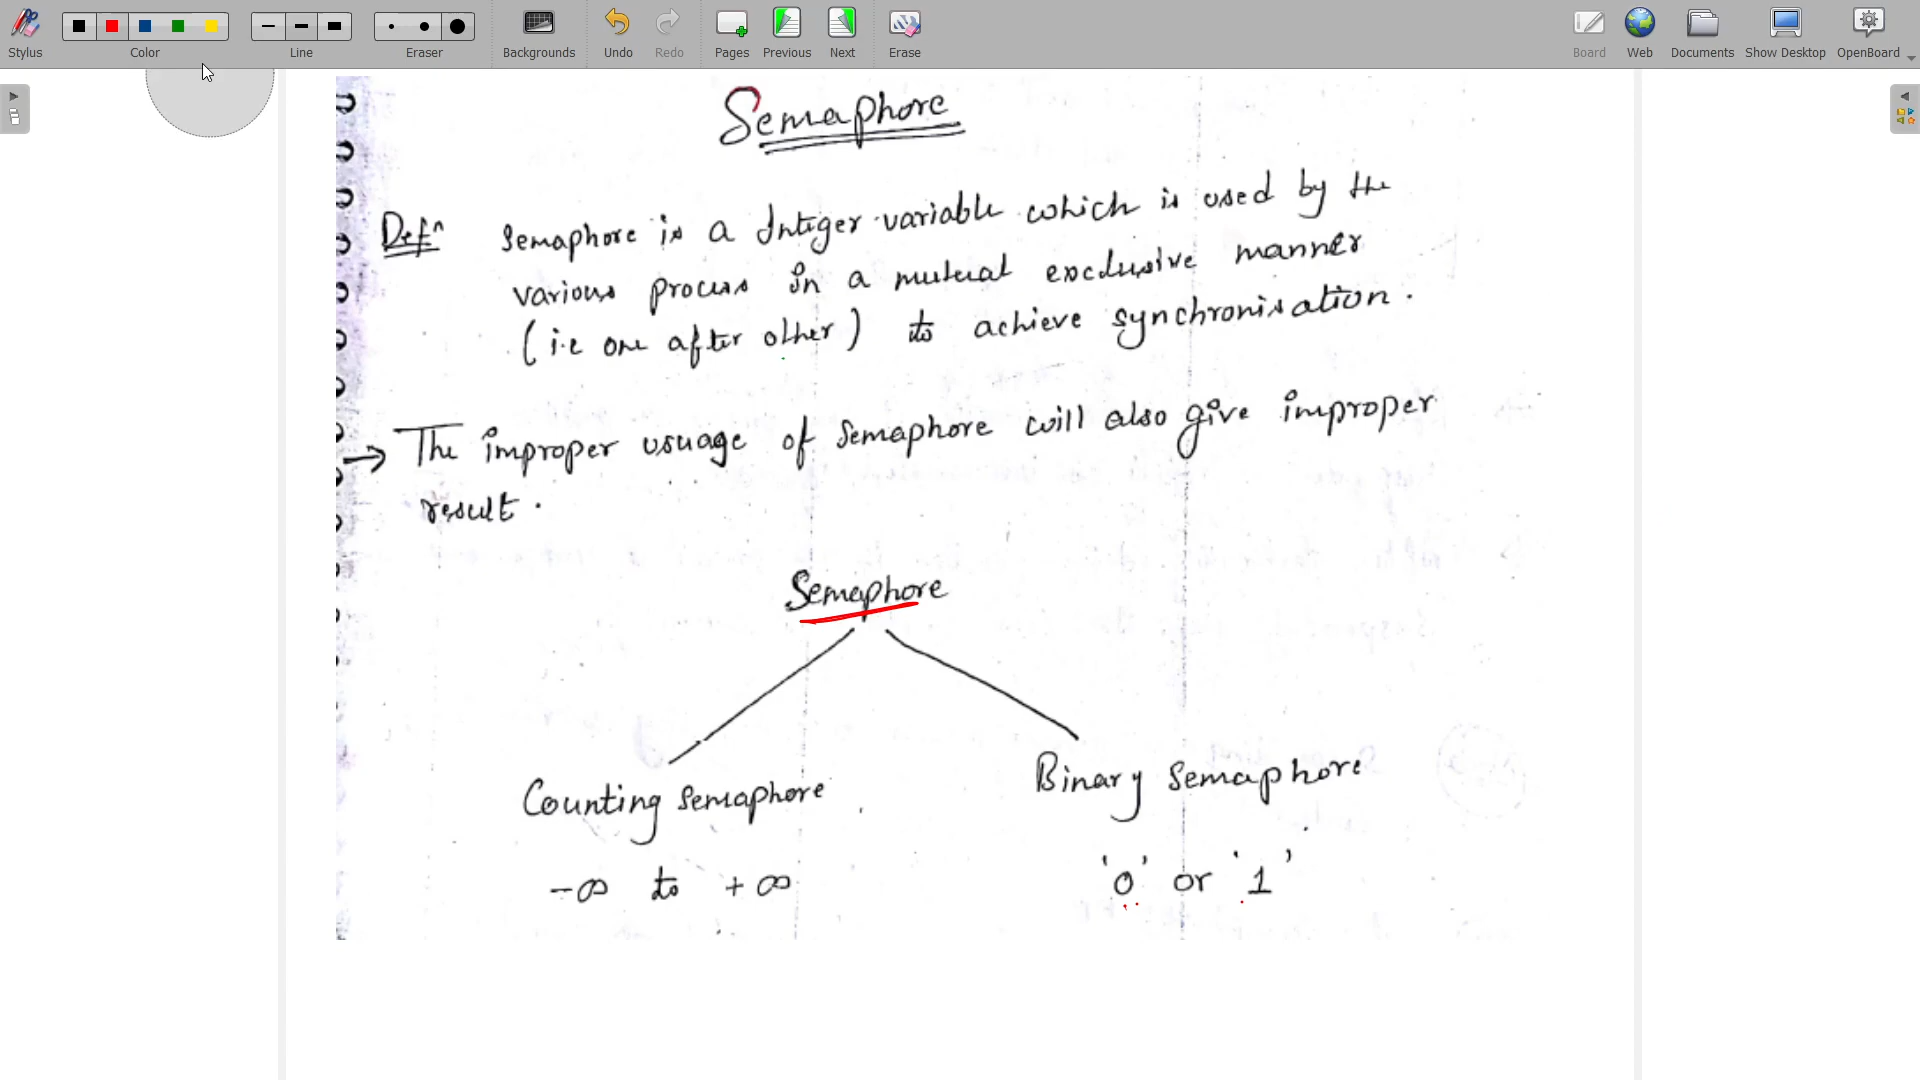 Stylus
Color
Line
Eraser
Backgrounds
Undo
Redo
Pages
Previous
Next
Erase
Board
Web
Documents
Show Desktop
OpenBoard
Semaphore
Defn Semaphore is a Integer variable which is used by the
various process in a mutual exclusive manner
(i.e one after other) to achieve synchronisation.
→ The improper usuage of semaphore will also give improper
result.
Semaphore
Counting semaphore
Binary semaphore
-∞ to +∞
'0' or '1'